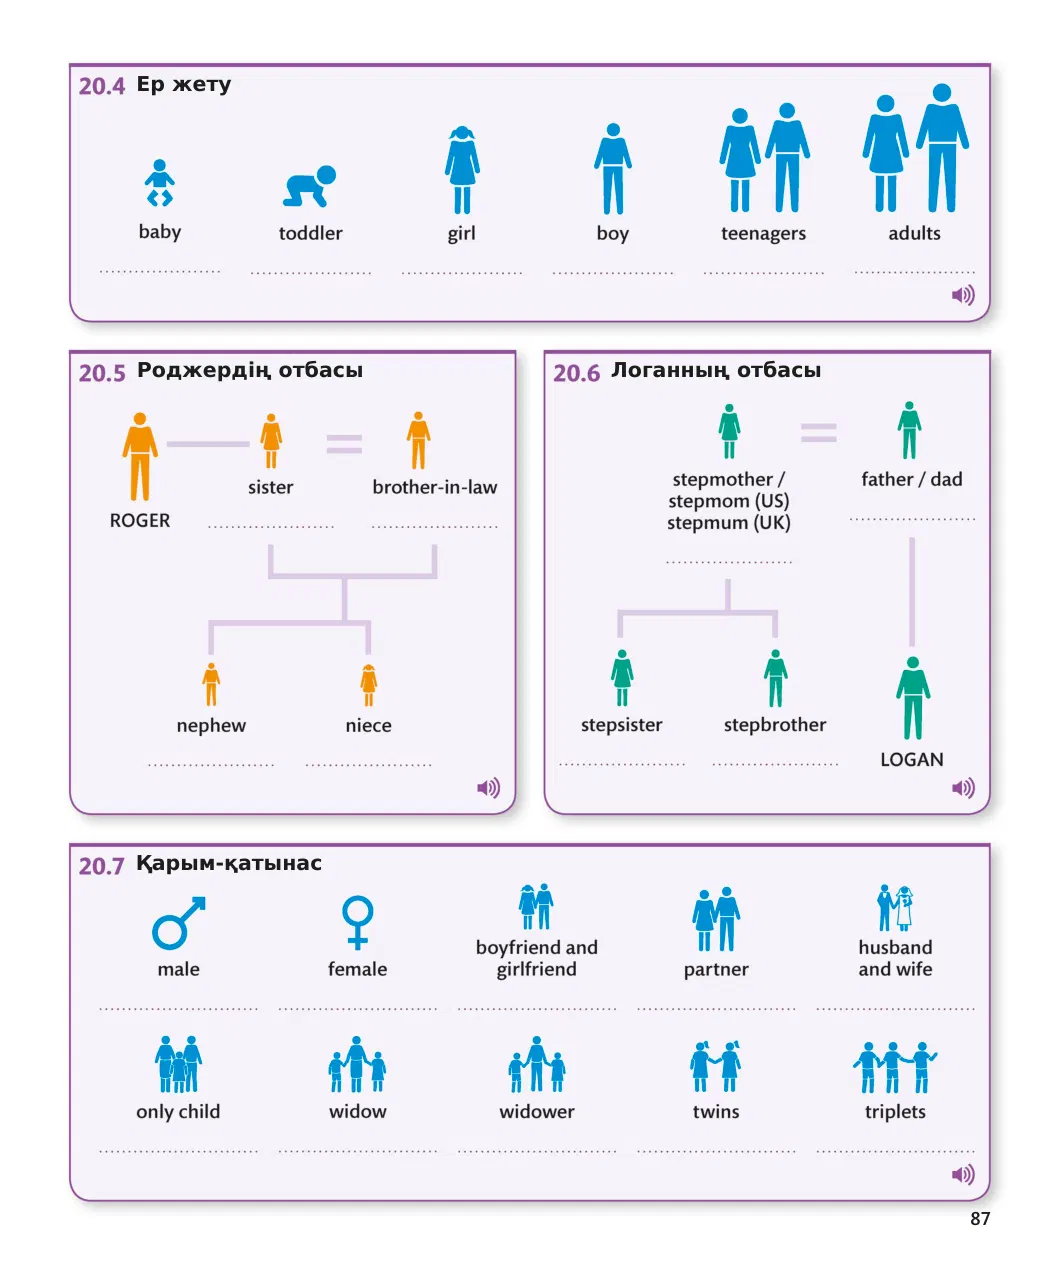 20.4 Ер жету
baby
toddler
girl
boy
teenagers
adults
20.5 Роджердің отбасы
ROGER
sister
brother-in-law
nephew
niece
20.6 Логанның отбасы
stepmother /
stepmom (US)
stepmum (UK)
father / dad
stepsister
stepbrother
LOGAN
20.7 Қарым-қатынас
male
female
boyfriend and
girlfriend
partner
husband
and wife
only child
widow
widower
twins
triplets
87